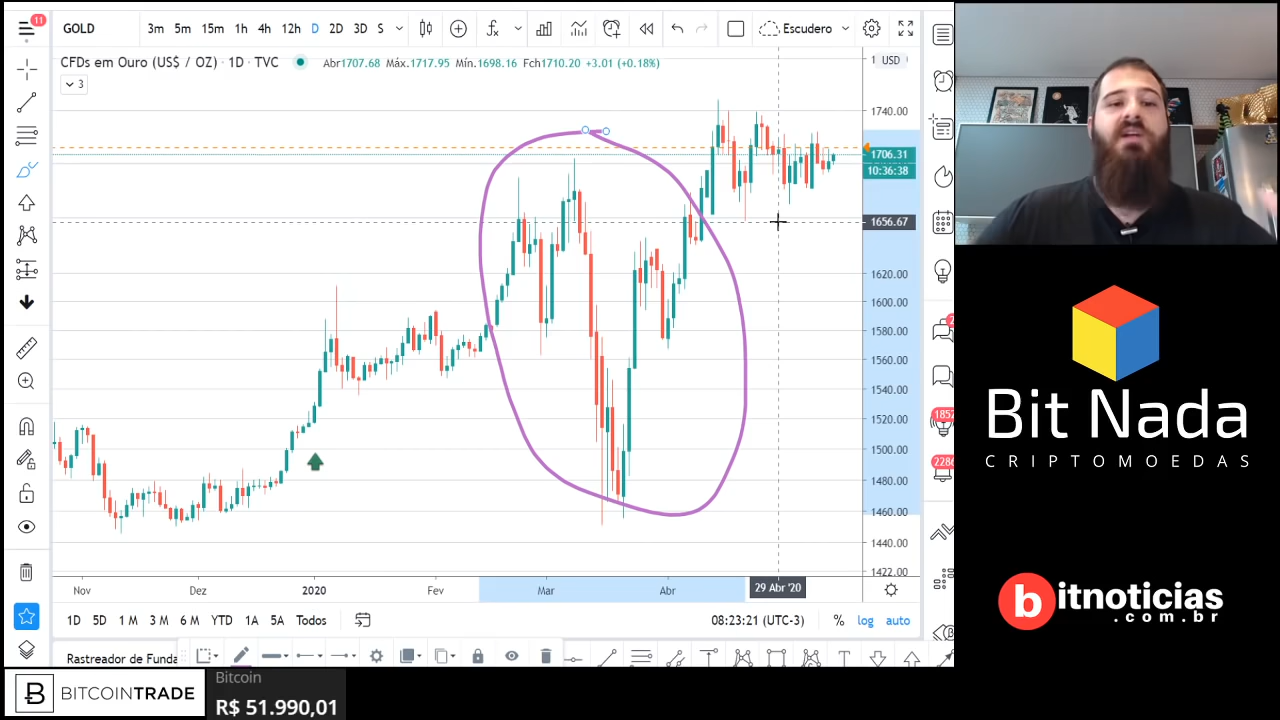 11
GOLD
3m 5m 15m 1h 4h 12h D 2D 3D S
Escudero
CFDs em Ouro (US$ / OZ) · 1D · TVC
Abr1707.68 Máx.1717.95 Mín.1698.16 Fch1710.20 +3.01 (+0.18%)
3
USD
1740.00
1706.31
10:36:38
1656.67
1620.00
1600.00
1580.00
1560.00
1540.00
1520.00
1500.00
1480.00
1460.00
1440.00
1422.00
1852
2286
Nov Dez 2020 Fev Mar Abr 29 Abr '20
1D 5D 1 M 3 M 6 M YTD 1A 5A Todos
08:23:21 (UTC-3) % log auto
Rastreador de Funda
BITCOINTRADE
Bitcoin
R$ 51.990,01
Bit Nada
CRIPTOMOEDAS
bitnoticias
.com.br